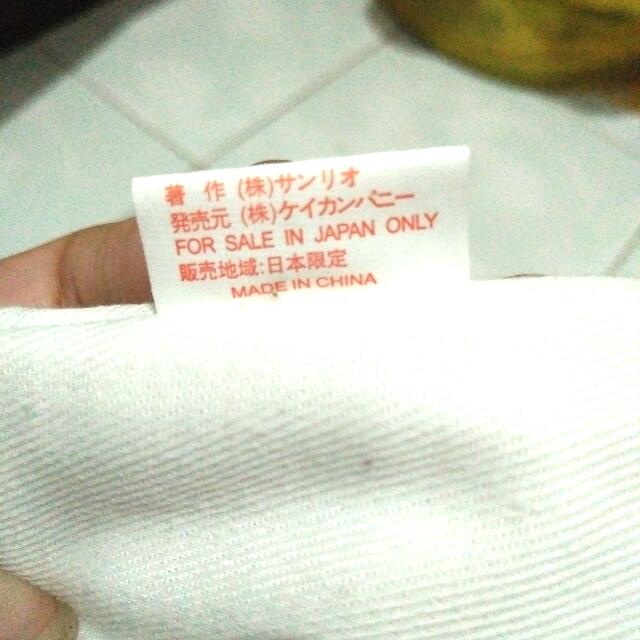 著 作 (株)サンリオ
発売元 (株)ケイカンパニー
FOR SALE IN JAPAN ONLY
販売地域:日本限定
MADE IN CHINA